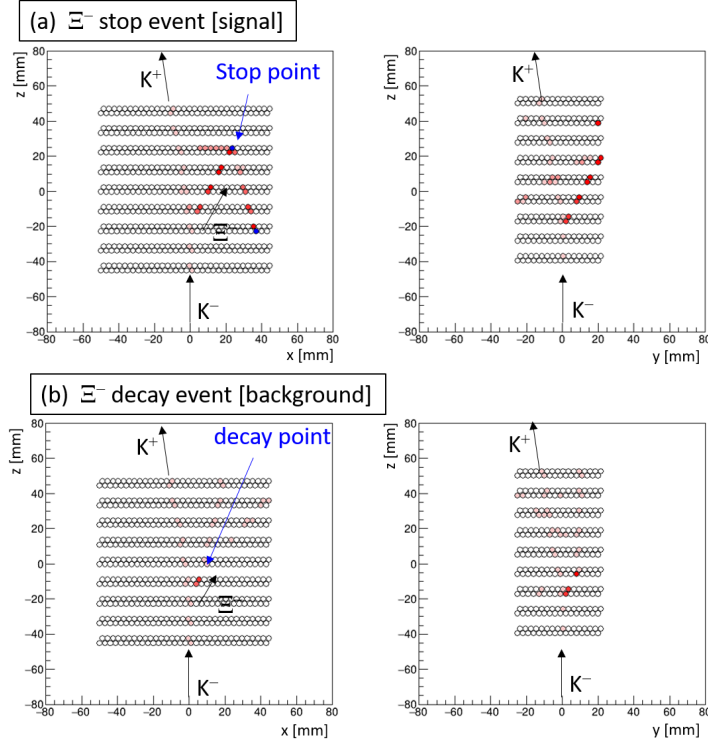 (a) Ξ⁻ stop event [signal]
z [mm]
80
60
40
20
0
−20
−40
−60
−80
K⁺
Stop point
Ξ⁻
K⁻
−80 −60 −40 −20 0 20 40 60 80
x [mm]
z [mm]
80
60
40
20
0
−20
−40
−60
−80
K⁺
K⁻
−80 −60 −40 −20 0 20 40 60 80
y [mm]
(b) Ξ⁻ decay event [background]
z [mm]
80
60
40
20
0
−20
−40
−60
−80
K⁺
decay point
Ξ⁻
K⁻
−80 −60 −40 −20 0 20 40 60 80
x [mm]
z [mm]
80
60
40
20
0
−20
−40
−60
−80
K⁺
K⁻
−80 −60 −40 −20 0 20 40 60 80
y [mm]